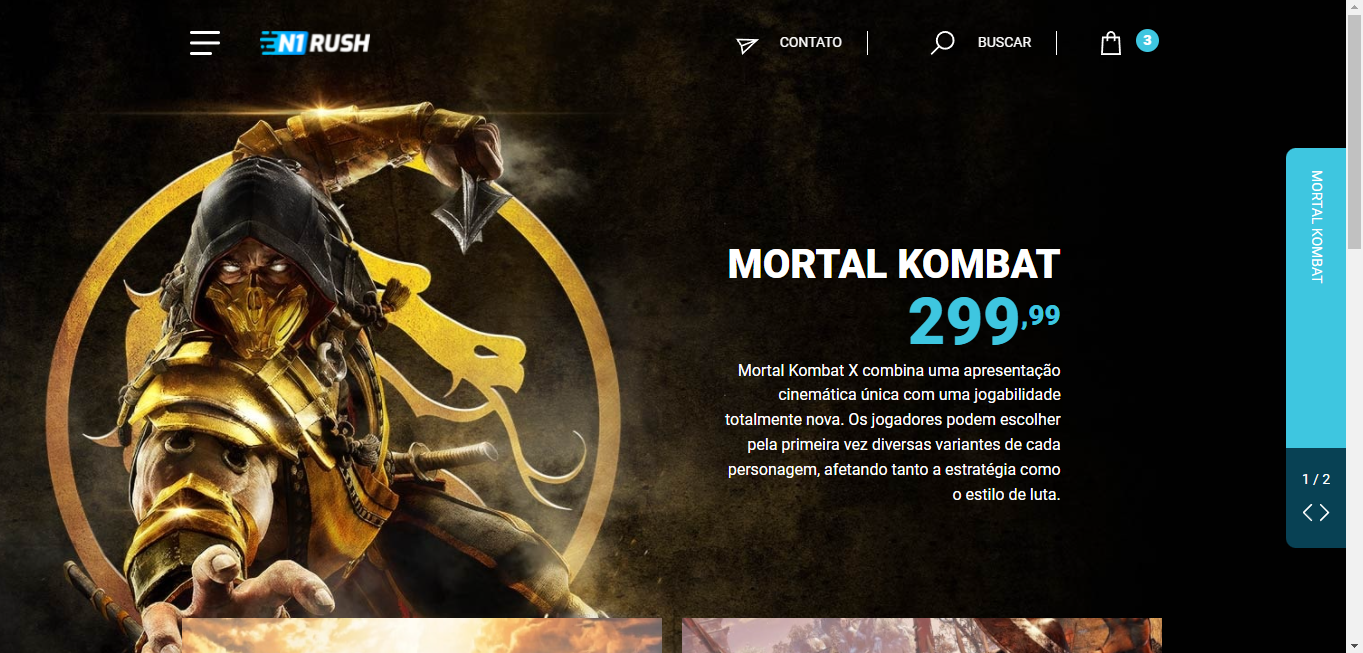 N1 RUSH
CONTATO
BUSCAR
3
MORTAL KOMBAT
299,99
Mortal Kombat X combina uma apresentação
cinemática única com uma jogabilidade
totalmente nova. Os jogadores podem escolher
pela primeira vez diversas variantes de cada
personagem, afetando tanto a estratégia como
o estilo de luta.
MORTAL KOMBAT
1 / 2